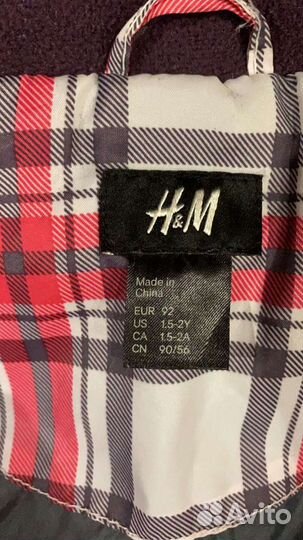 H&M
Made in
China
EUR 92
US 1.5-2Y
CA 1.5-2A
CN 90/56
Avito